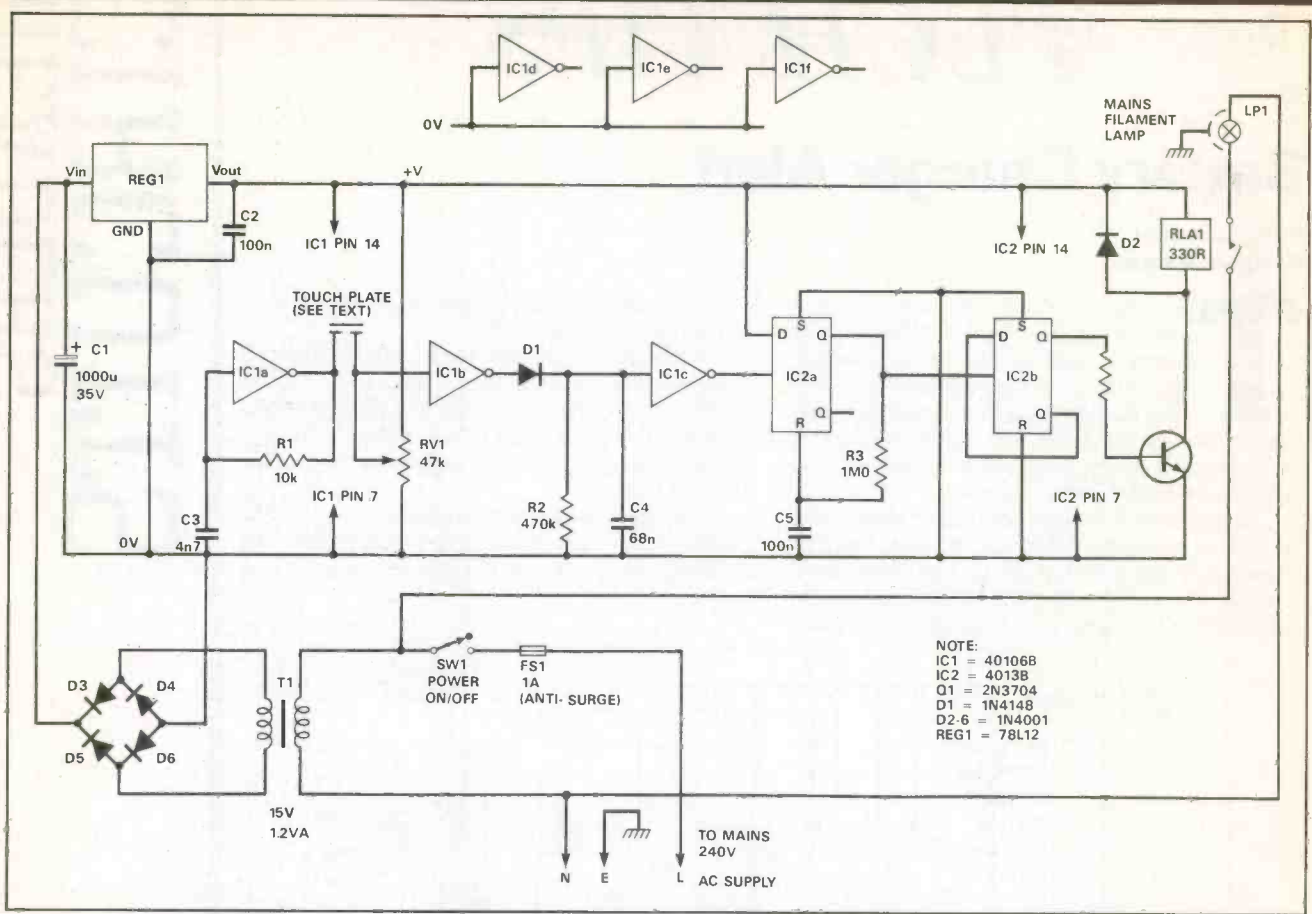 IC1d
IC1e
IC1f
0V
MAINS
FILAMENT
LAMP
LP1
Vin
REG1
Vout
GND
C2
100n
+V
IC1 PIN 14
IC2 PIN 14
D2
RLA1
330R
TOUCH PLATE
(SEE TEXT)
+
C1
1000u
35V
IC1a
IC1b
D1
IC1c
D
S
Q
IC2a
Q
R
D
S
Q
IC2b
Q
R
R1
10k
RV1
47k
IC1 PIN 7
R2
470k
C4
68n
R3
1M0
C5
100n
IC2 PIN 7
C3
4n7
0V
D3
D4
D5
D6
T1
15V
1.2VA
SW1
POWER
ON/OFF
FS1
1A
(ANTI-SURGE)
NOTE:
IC1 = 40106B
IC2 = 4013B
Q1 = 2N3704
D1 = 1N4148
D2-6 = 1N4001
REG1 = 78L12
TO MAINS
240V
AC SUPPLY
N
E
L